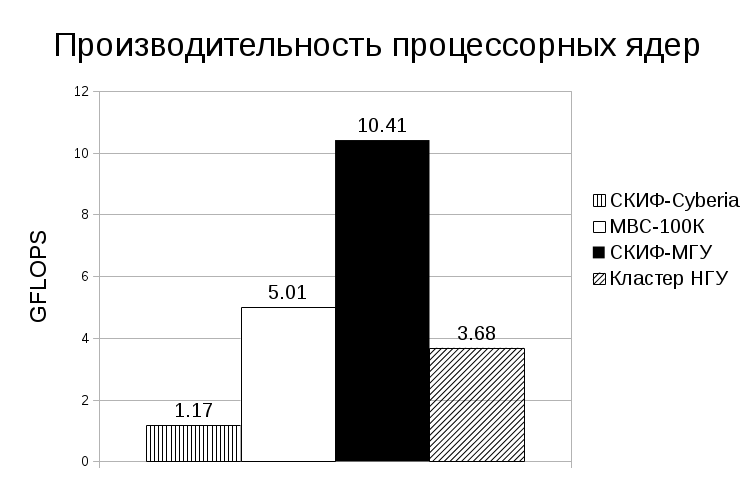 Производительность процессорных ядер
GFLOPS
12
10
8
6
4
2
0
1.17
5.01
10.41
3.68
СКИФ-Cyberia
МВС-100К
СКИФ-МГУ
Кластер НГУ